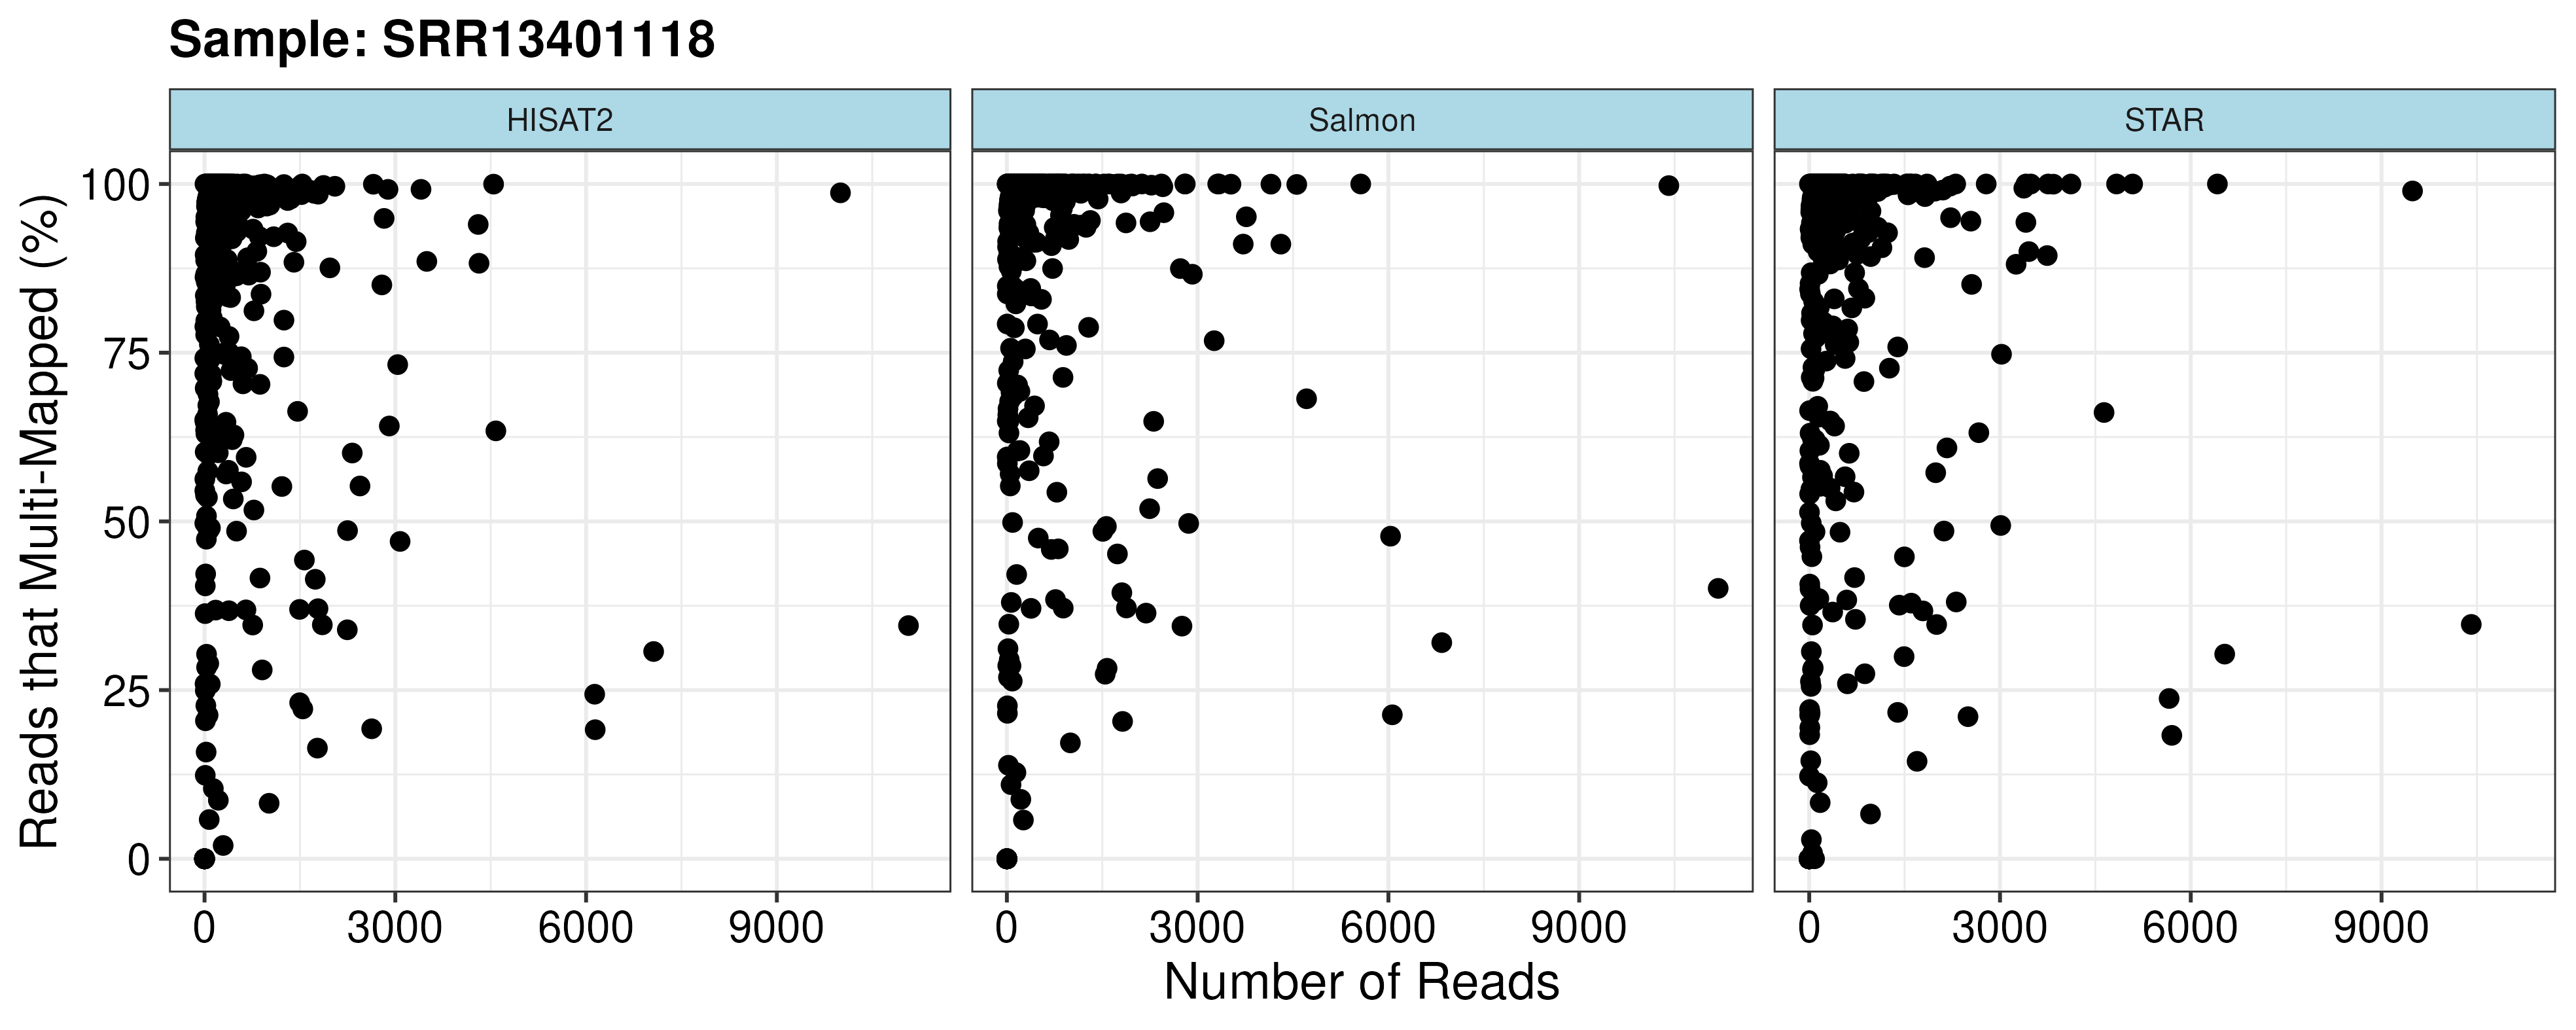 Sample: SRR13401118
HISAT2 Salmon STAR
Reads that Multi-Mapped (%)
100
75
50
25
0
0 3000 6000 9000 0 3000 6000 9000 0 3000 6000 9000
Number of Reads